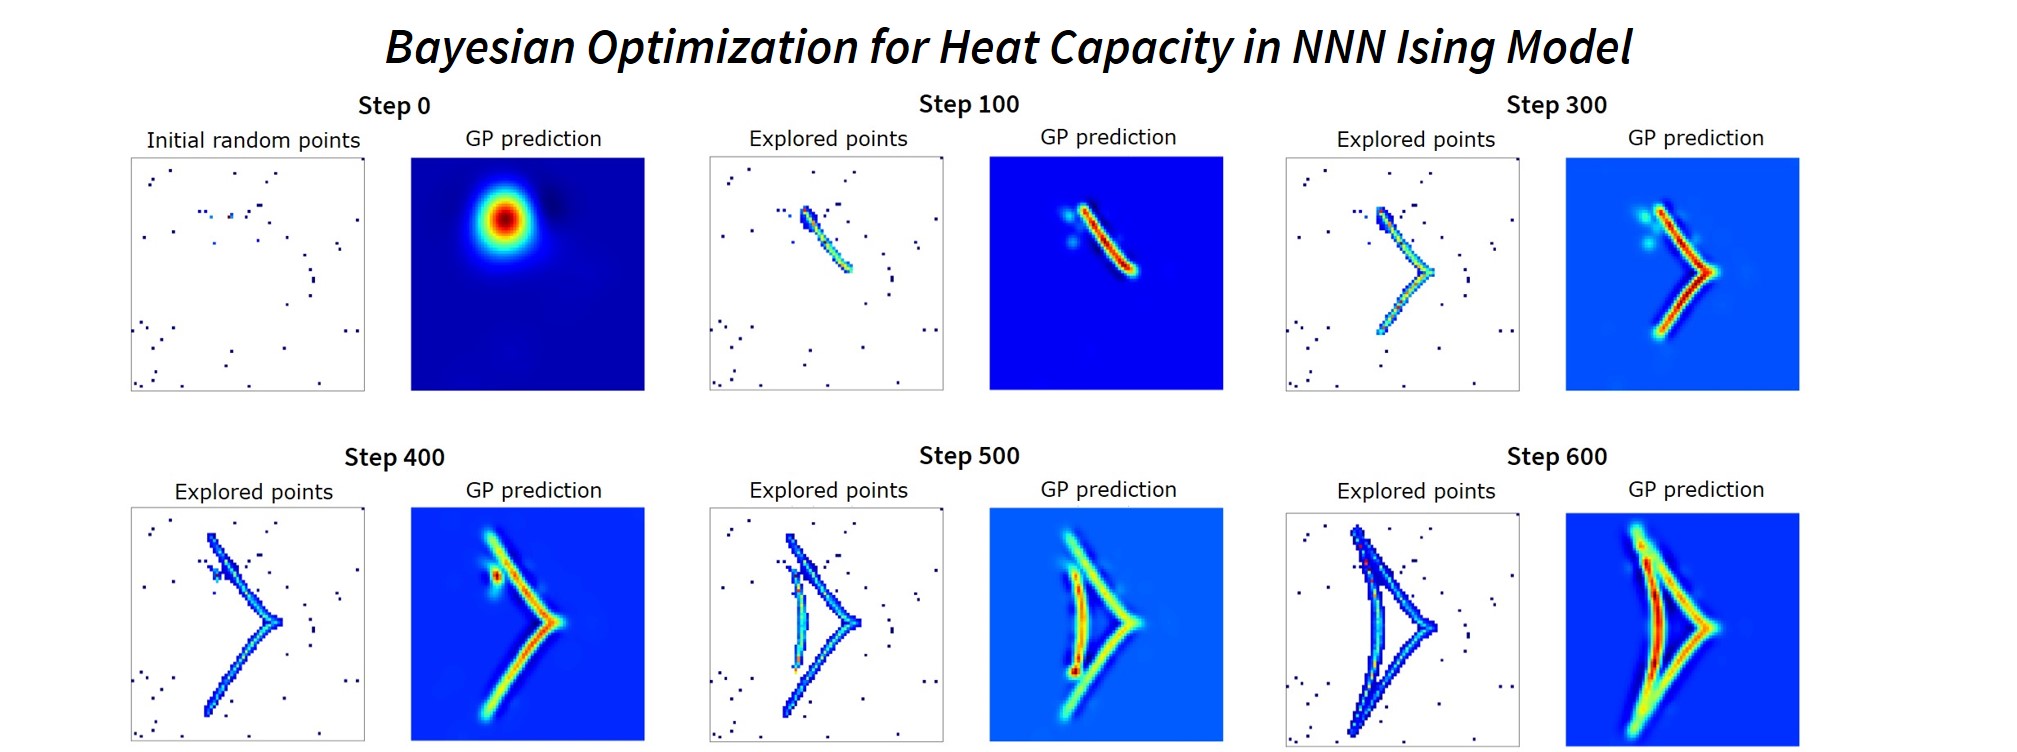 Bayesian Optimization for Heat Capacity in NNN Ising Model
Step 0
Step 100
Step 300
Initial random points
GP prediction
Explored points
GP prediction
Explored points
GP prediction
Step 400
Step 500
Step 600
Explored points
GP prediction
Explored points
GP prediction
Explored points
GP prediction